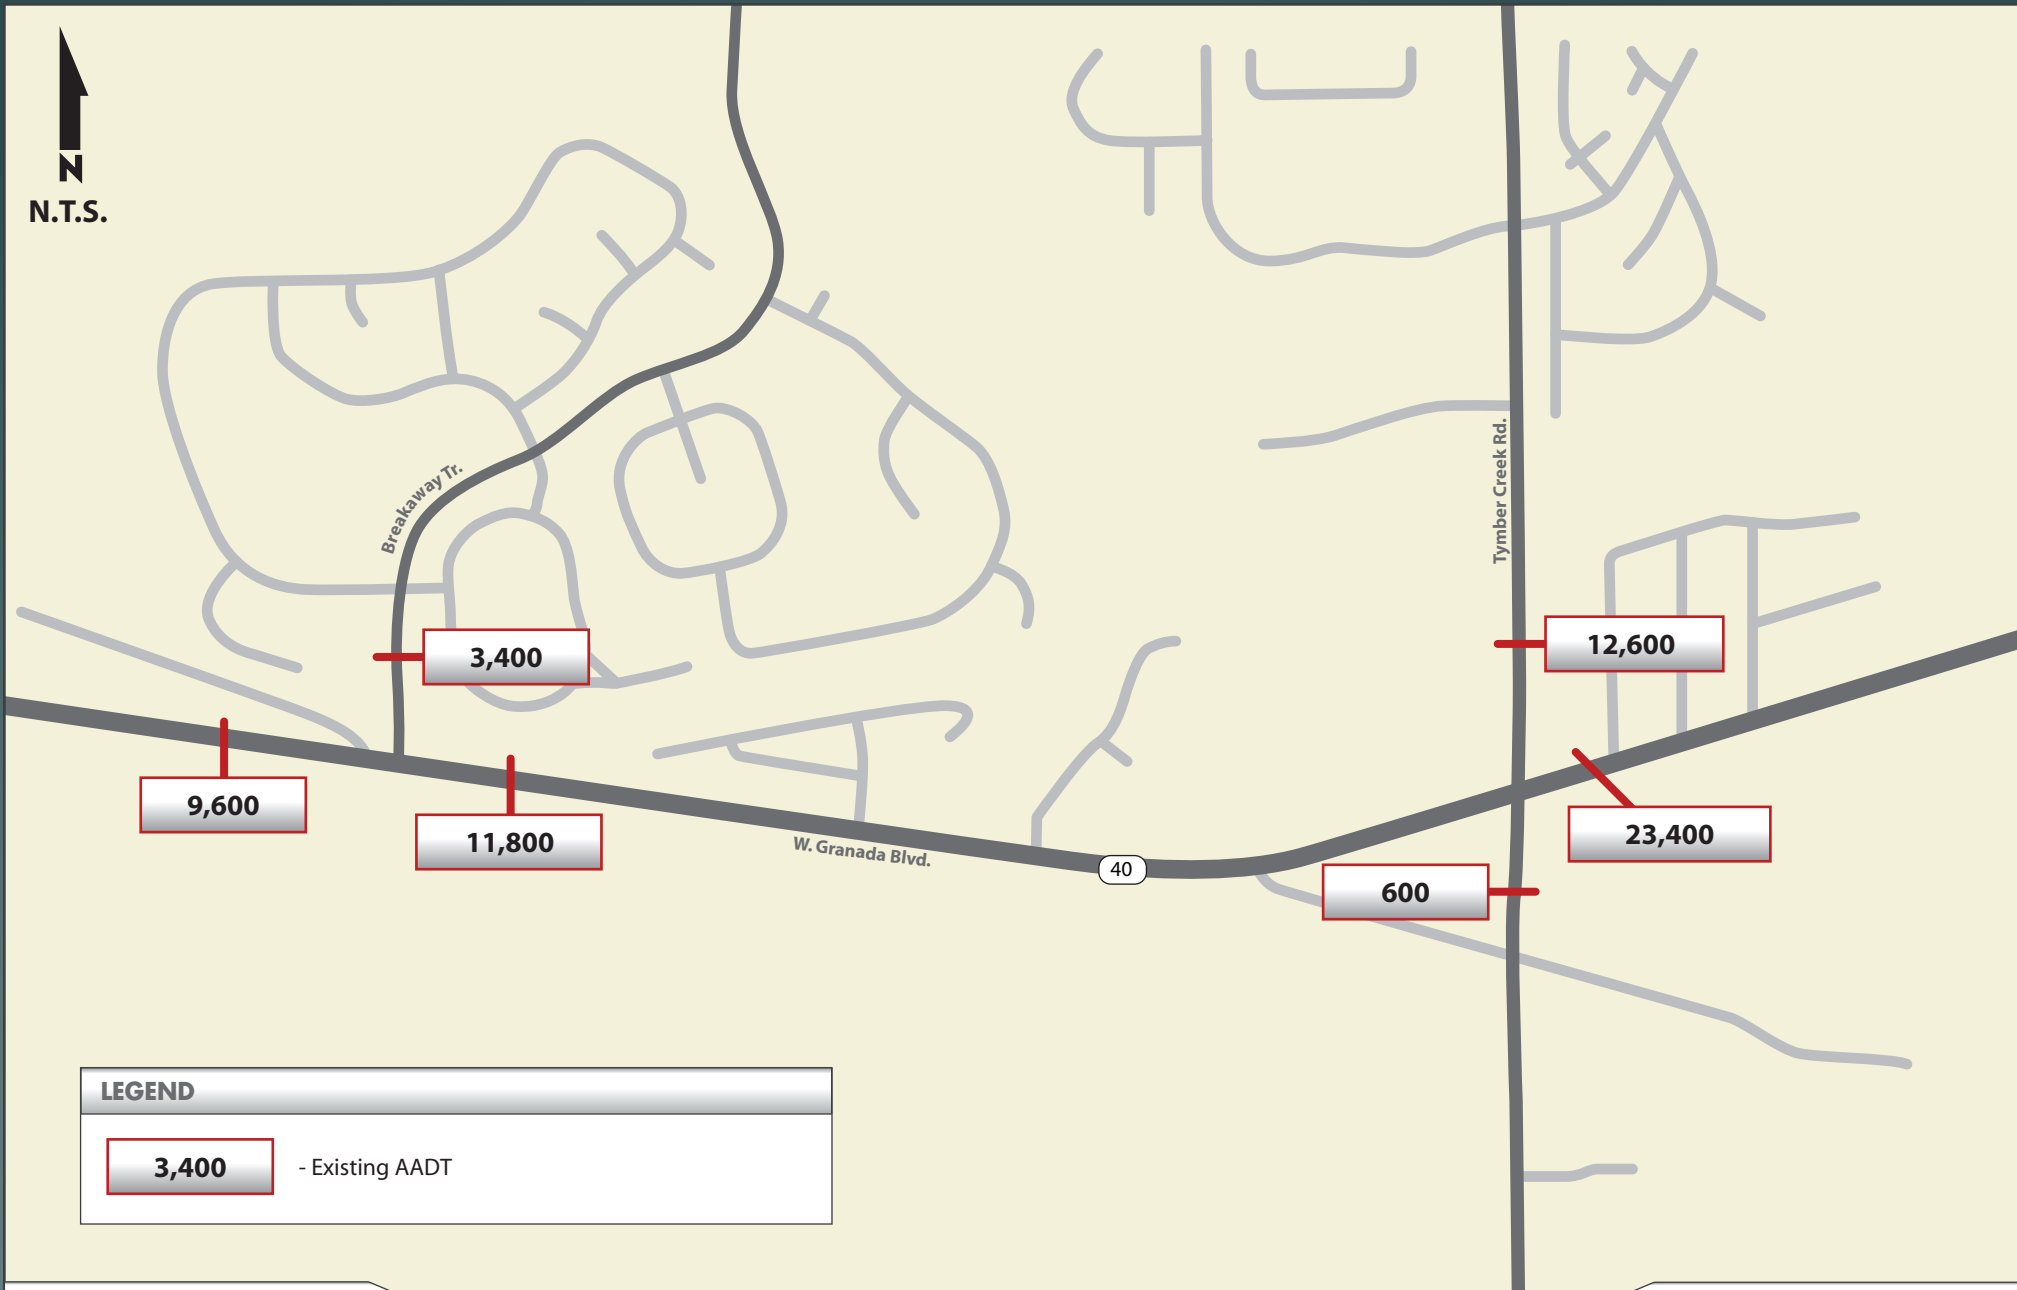 N
N.T.S.
Breakaway Tr.
Tymber Creek Rd.
12,600
3,400
9,600
11,800
W. Granada Blvd.
40
23,400
600
LEGEND
3,400 - Existing AADT